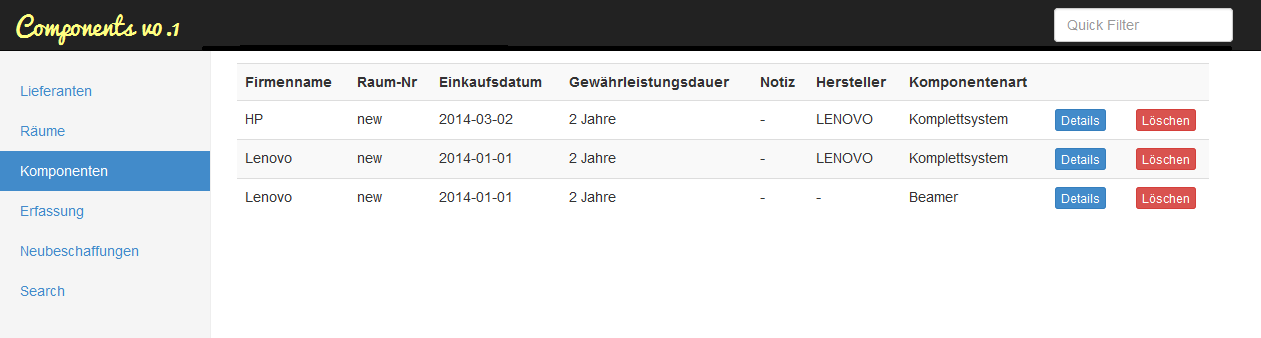 Components v0.1
Quick Filter
Lieferanten
Räume
Komponenten
Erfassung
Neubeschaffungen
Search
Firmenname Raum-Nr Einkaufsdatum Gewährleistungsdauer Notiz Hersteller Komponentenart
HP new 2014-03-02 2 Jahre - LENOVO Komplettsystem Details Löschen
Lenovo new 2014-01-01 2 Jahre - LENOVO Komplettsystem Details Löschen
Lenovo new 2014-01-01 2 Jahre - - Beamer Details Löschen